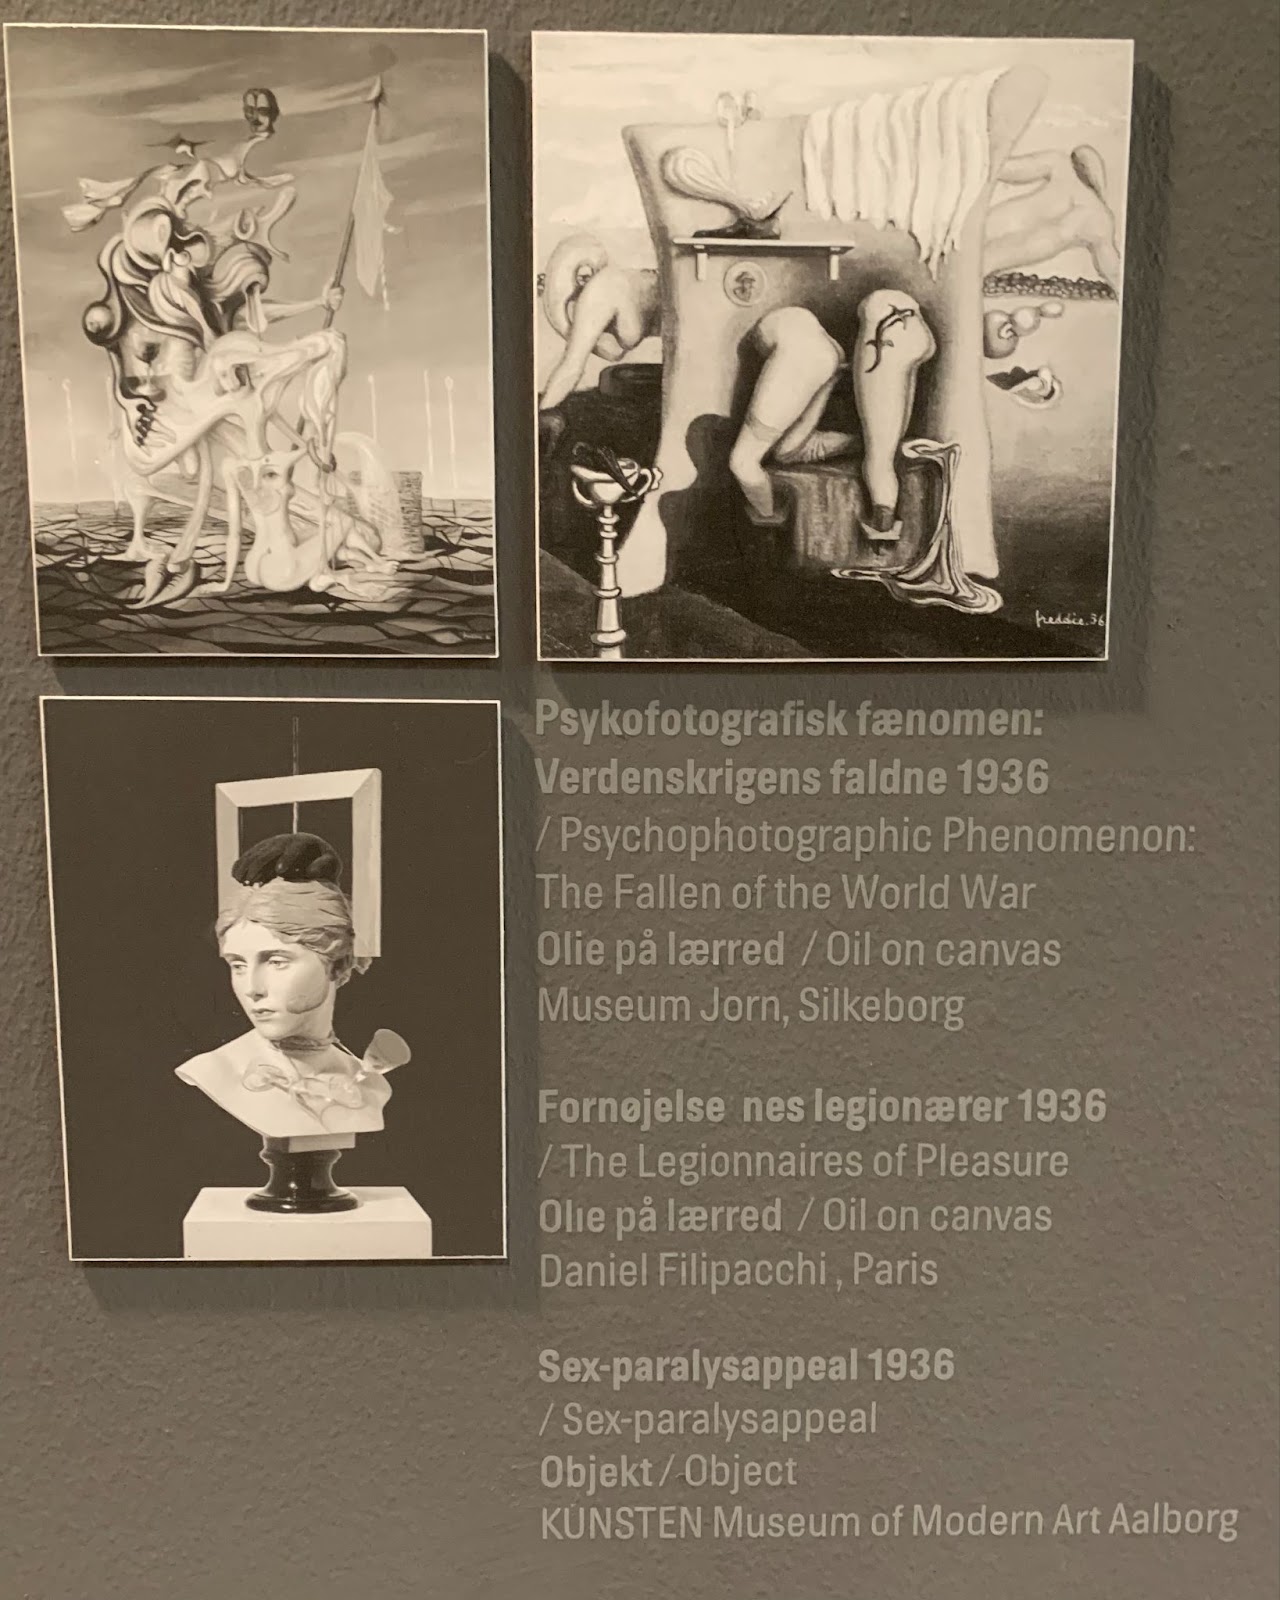 freddie.36
Psykofotografisk fænomen:
Verdenskrigens faldne 1936
/ Psychophotographic Phenomenon:
The Fallen of the World War
Olie på lærred / Oil on canvas
Museum Jorn, Silkeborg
Fornøjelse nes legionærer 1936
/ The Legionnaires of Pleasure
Olie på lærred / Oil on canvas
Daniel Filipacchi , Paris
Sex-paralysappeal 1936
/ Sex-paralysappeal
Objekt / Object
KUNSTEN Museum of Modern Art Aalborg